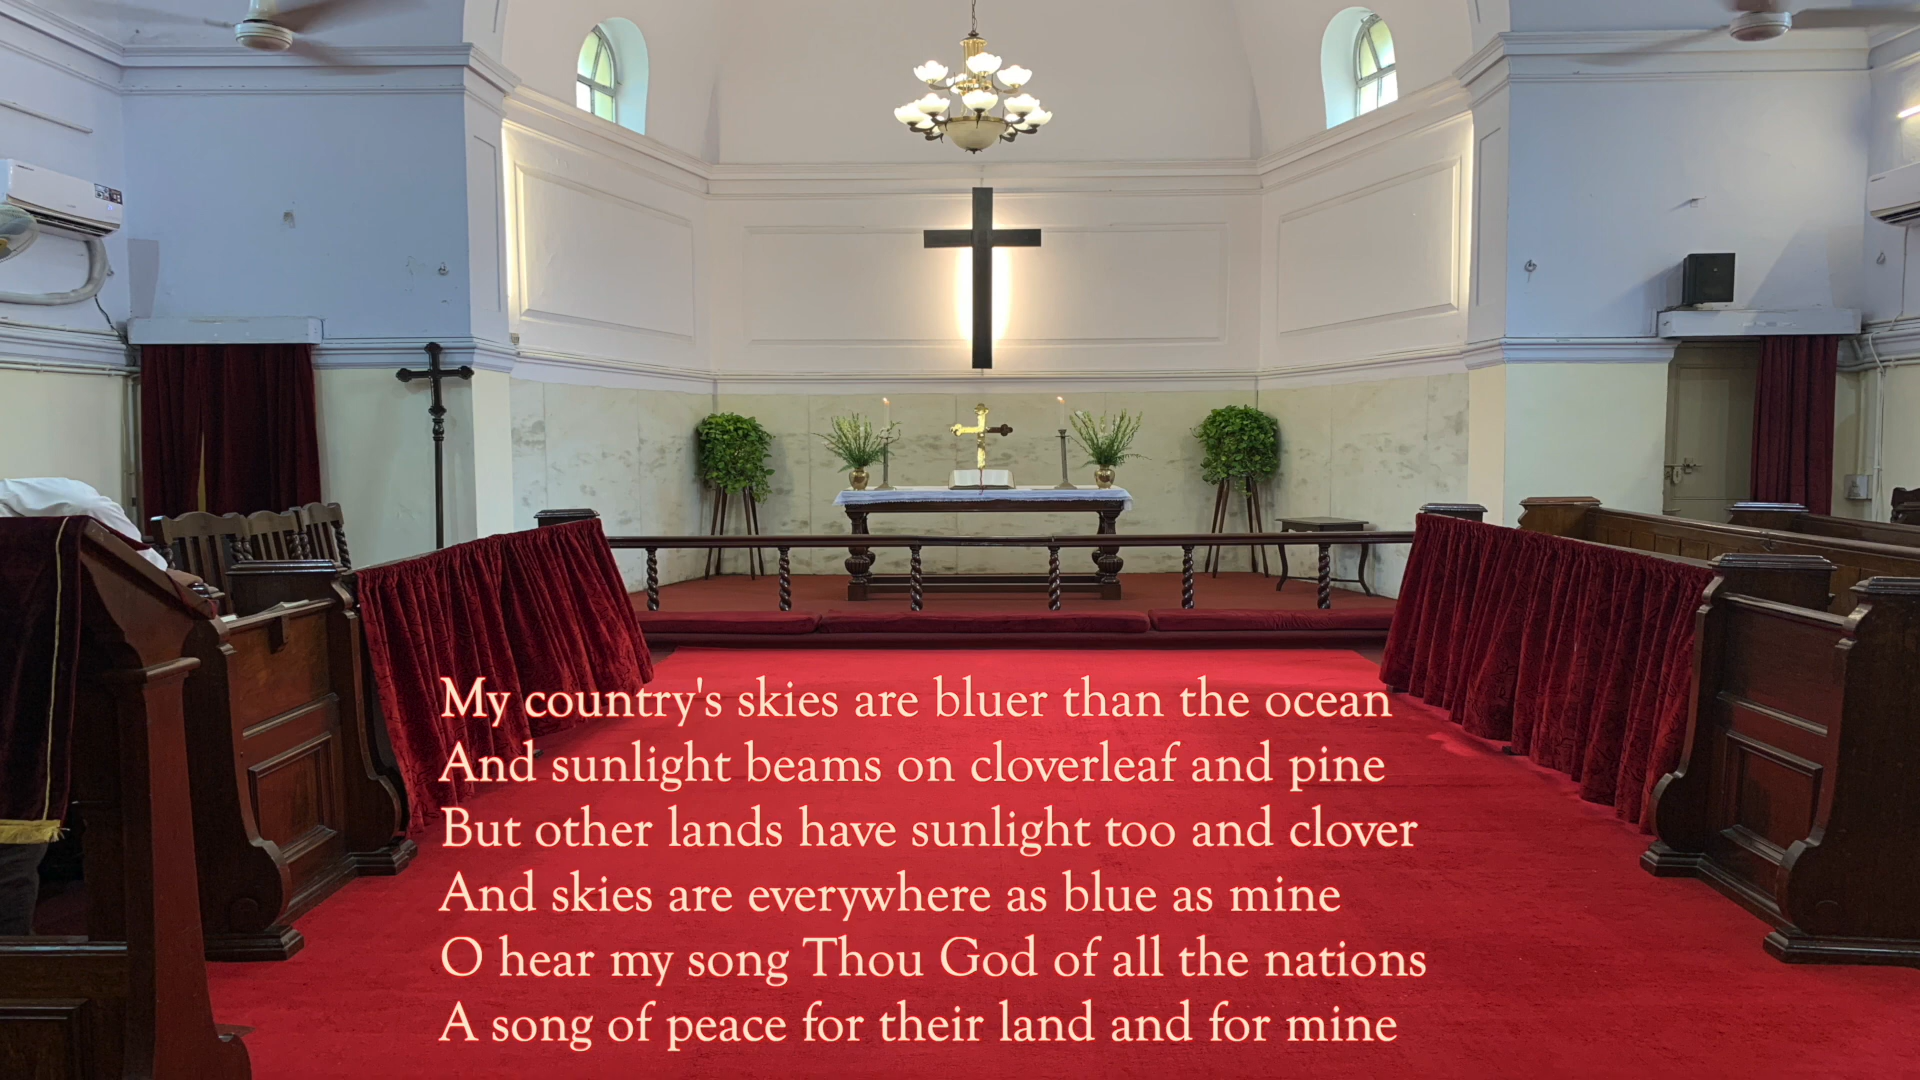 My country's skies are bluer than the ocean
And sunlight beams on cloverleaf and pine
But other lands have sunlight too and clover
And skies are everywhere as blue as mine
O hear my song Thou God of all the nations
A song of peace for their land and for mine